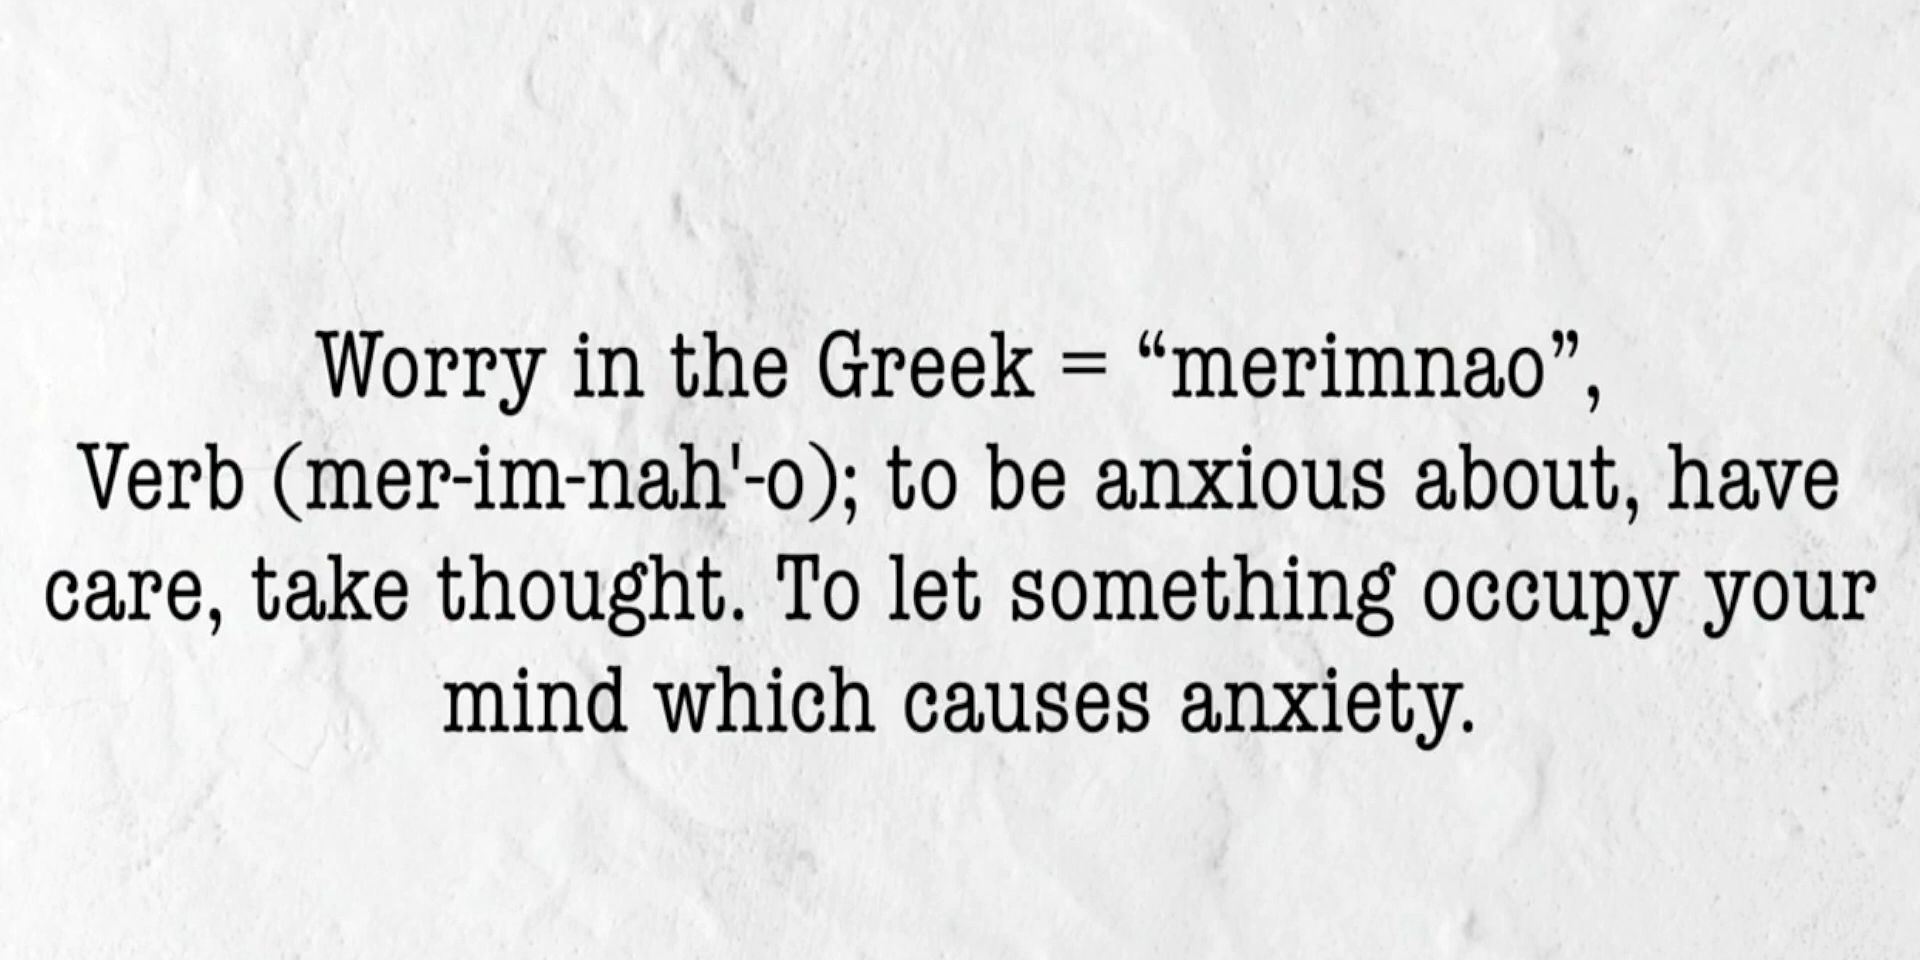 Worry in the Greek = “merimnao”,
Verb (mer-im-nah'-o); to be anxious about, have
care, take thought. To let something occupy your
mind which causes anxiety.